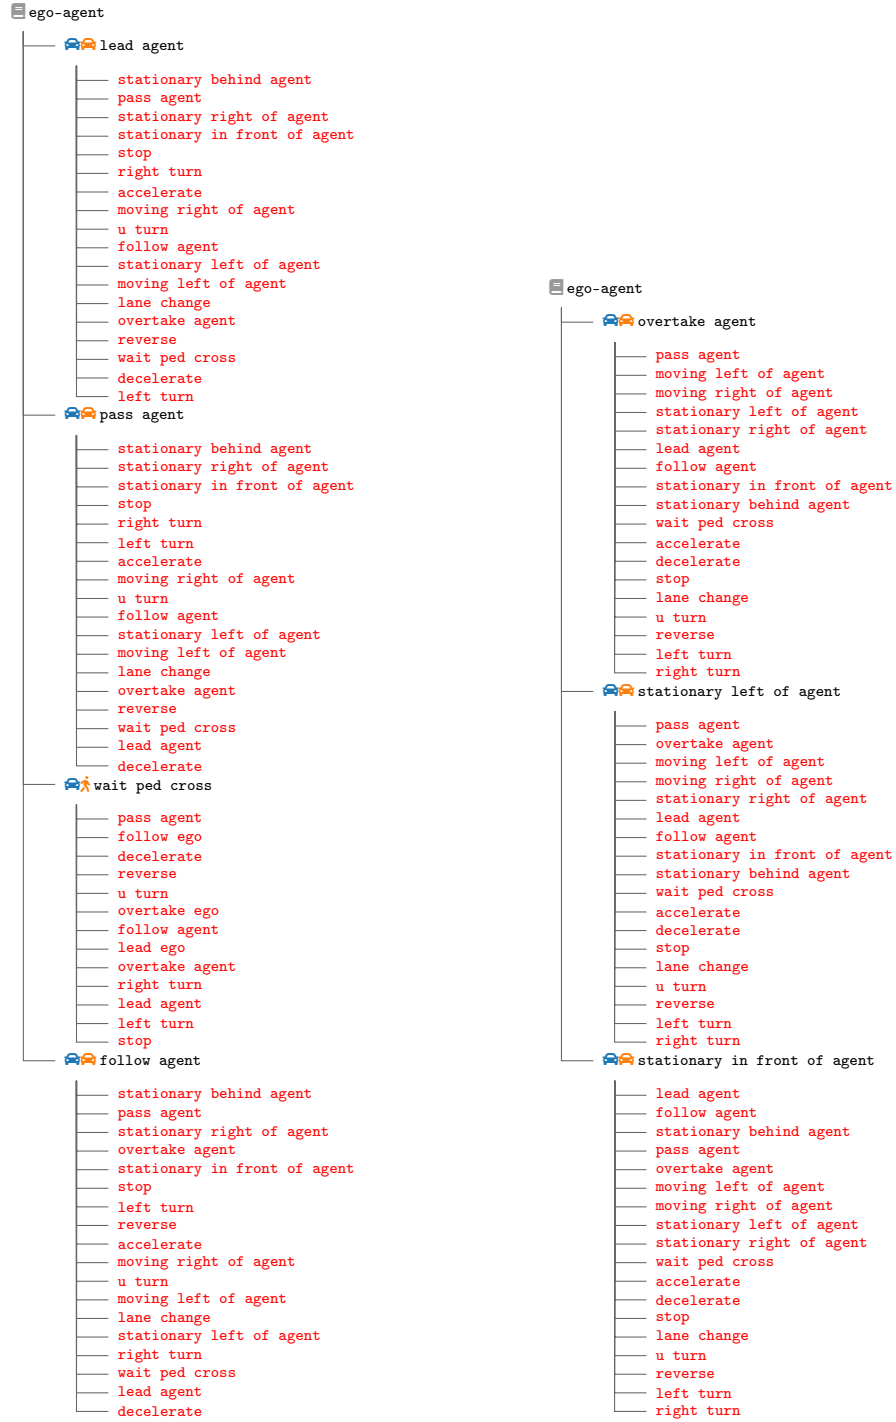 ego-agent
lead agent
stationary behind agent
pass agent
stationary right of agent
stationary in front of agent
stop
right turn
accelerate
moving right of agent
u turn
follow agent
stationary left of agent
moving left of agent
lane change
overtake agent
reverse
wait ped cross
decelerate
left turn
pass agent
stationary behind agent
stationary right of agent
stationary in front of agent
stop
right turn
left turn
accelerate
moving right of agent
u turn
follow agent
stationary left of agent
moving left of agent
lane change
overtake agent
reverse
wait ped cross
lead agent
decelerate
wait ped cross
pass agent
follow ego
decelerate
reverse
u turn
overtake ego
follow agent
lead ego
overtake agent
right turn
lead agent
left turn
stop
follow agent
stationary behind agent
pass agent
stationary right of agent
overtake agent
stationary in front of agent
stop
left turn
reverse
accelerate
moving right of agent
u turn
moving left of agent
lane change
stationary left of agent
right turn
wait ped cross
lead agent
decelerate
ego-agent
overtake agent
pass agent
moving left of agent
moving right of agent
stationary left of agent
stationary right of agent
lead agent
follow agent
stationary in front of agent
stationary behind agent
wait ped cross
accelerate
decelerate
stop
lane change
u turn
reverse
left turn
right turn
stationary left of agent
pass agent
overtake agent
moving left of agent
moving right of agent
stationary right of agent
lead agent
follow agent
stationary in front of agent
stationary behind agent
wait ped cross
accelerate
decelerate
stop
lane change
u turn
reverse
left turn
right turn
stationary in front of agent
lead agent
follow agent
stationary behind agent
pass agent
overtake agent
moving left of agent
moving right of agent
stationary left of agent
stationary right of agent
wait ped cross
accelerate
decelerate
stop
lane change
u turn
reverse
left turn
right turn